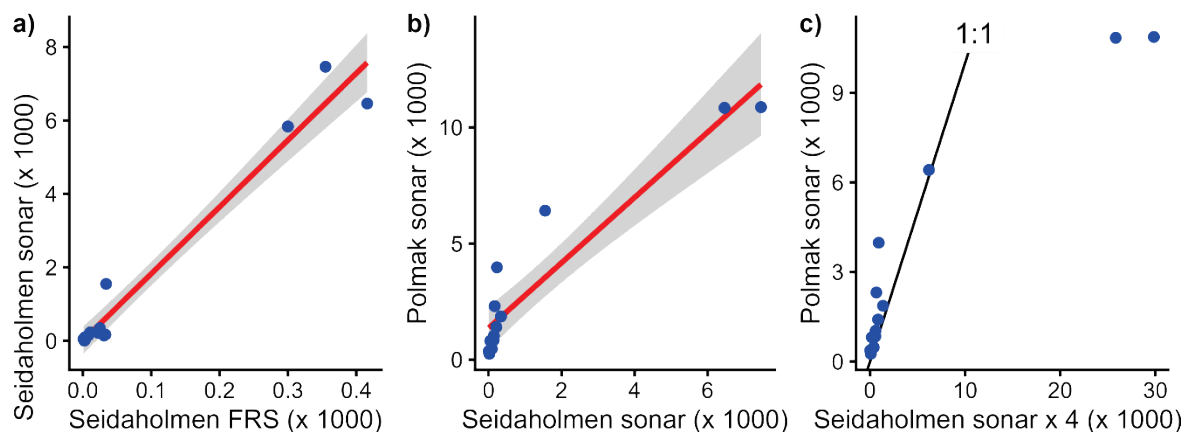 a)
Seidaholmen sonar (x 1000)
8
6
4
2
0
0.0 0.1 0.2 0.3 0.4
Seidaholmen FRS (x 1000)
b)
Polmak sonar (x 1000)
10
5
0
0 2 4 6
Seidaholmen sonar (x 1000)
c)
1:1
Polmak sonar (x 1000)
9
6
3
0
0 10 20 30
Seidaholmen sonar x 4 (x 1000)